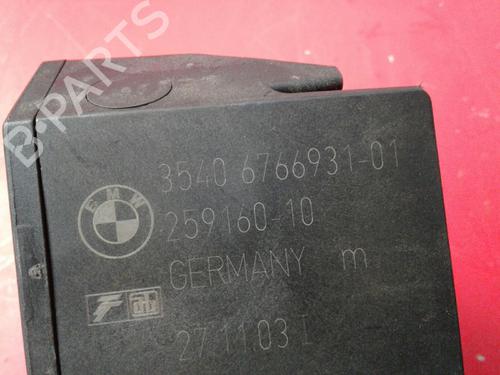 B-PARTS
3540 6766931-01
BMW
259160-10
GERMANY m
27.11.03 I